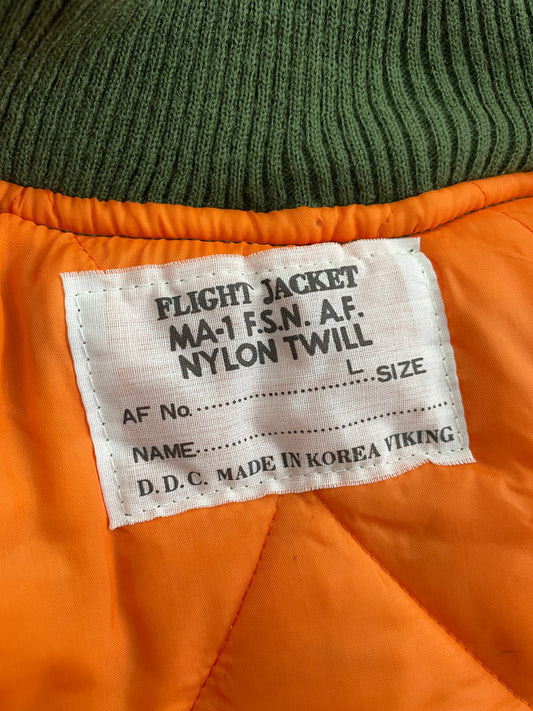 FLIGHT JACKET
MA-1 F.S.N. A.F.
NYLON TWILL
L SIZE
AF No.
NAME
D.D.C. MADE IN KOREA VIKING